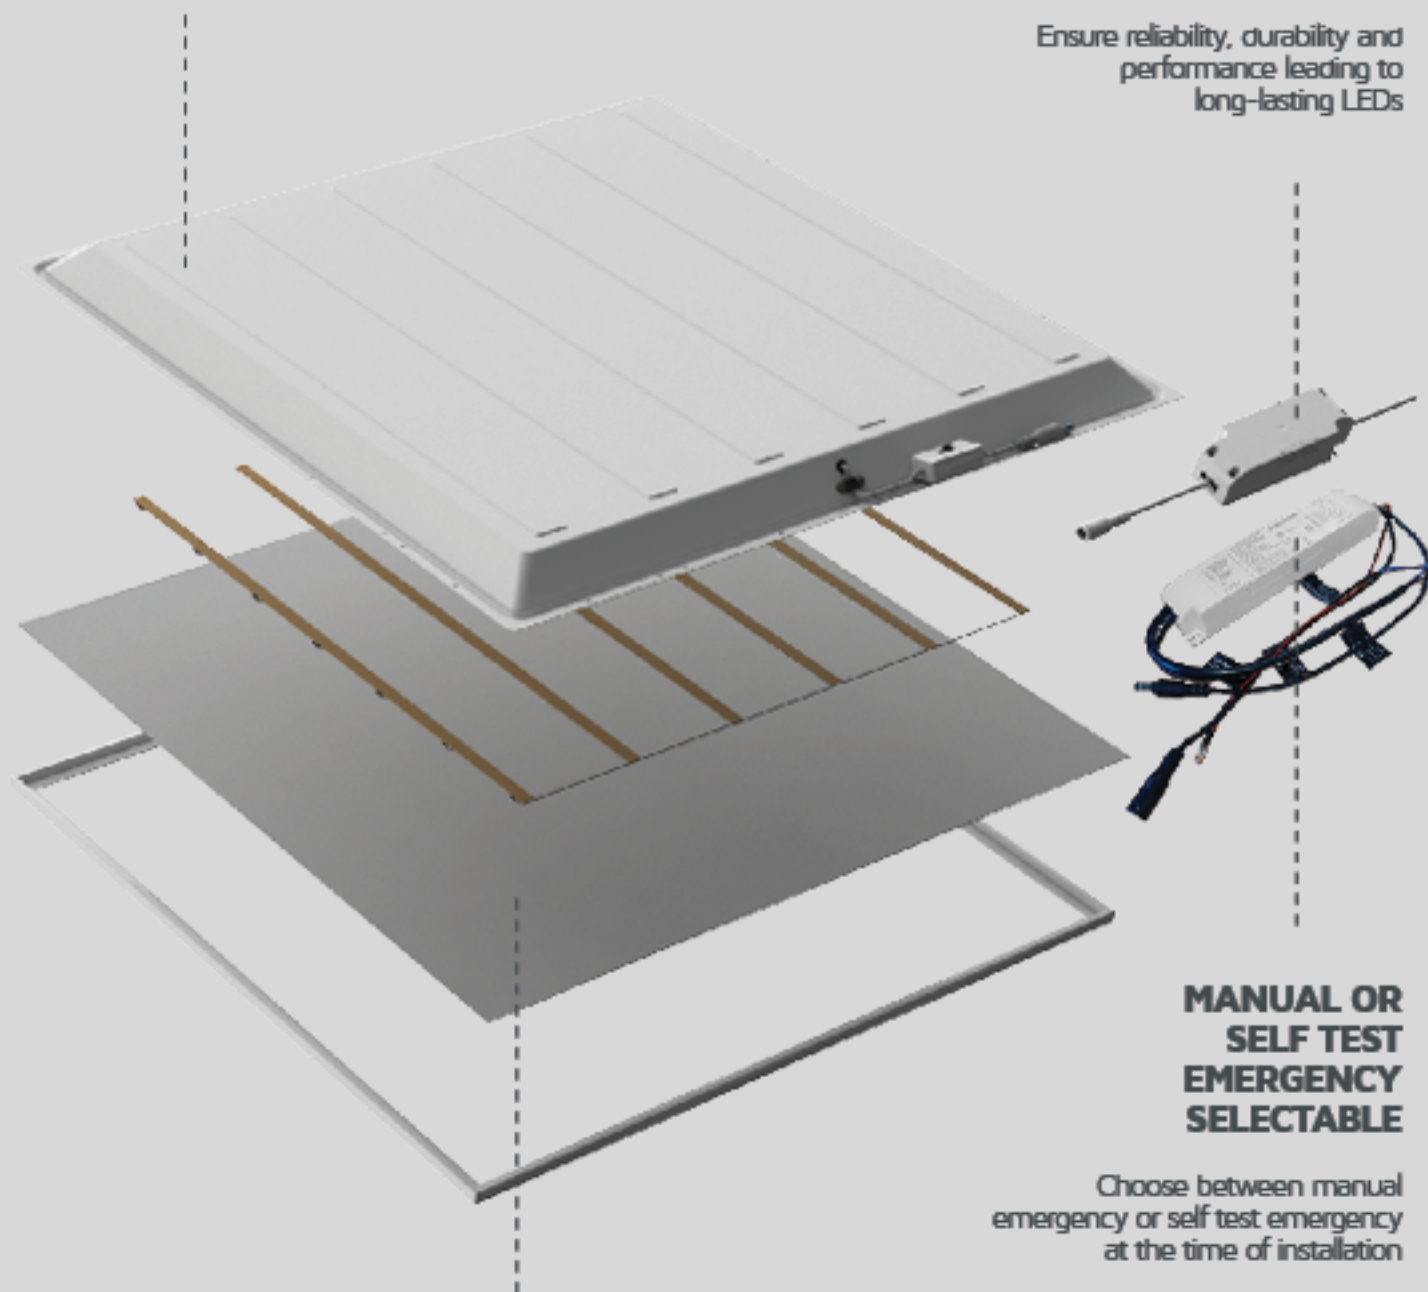 Ensure reliability, durability and
performance leading to
long-lasting LEDs
MANUAL OR
SELF TEST
EMERGENCY
SELECTABLE
Choose between manual
emergency or self test emergency
at the time of installation